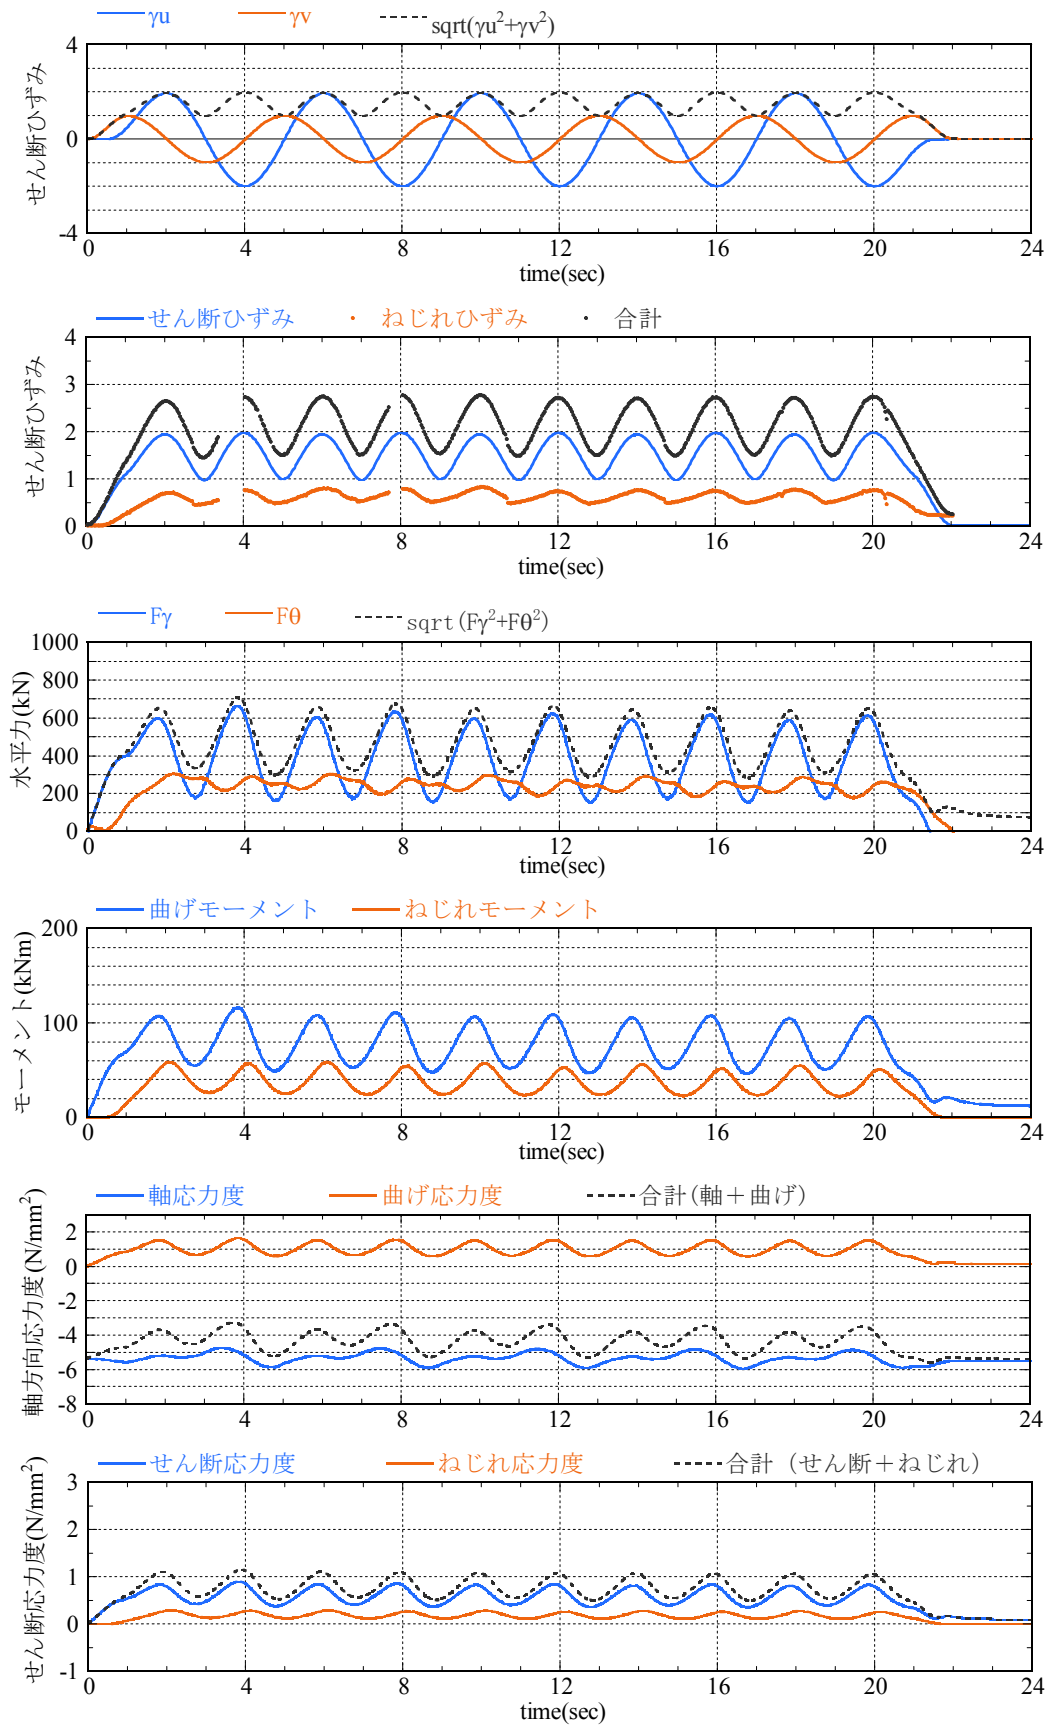 γu γv sqrt(γu²+γv²)
せん断ひずみ
4
0
-4
0 4 8 12 16 20 24
time(sec)
せん断ひずみ ねじれひずみ 合計
せん断ひずみ
4
3
2
1
0
0 4 8 12 16 20 24
time(sec)
Fγ Fθ sqrt(Fγ²+Fθ²)
水平力(kN)
1000
800
600
400
200
0
0 4 8 12 16 20 24
time(sec)
曲げモーメント ねじれモーメント
モーメント(kNm)
200
100
0
0 4 8 12 16 20 24
time(sec)
軸応力度 曲げ応力度 合計(軸＋曲げ)
軸方向応力度(N/mm²)
2
0
-2
-4
-6
-8
0 4 8 12 16 20 24
time(sec)
せん断応力度 ねじれ応力度 合計（せん断＋ねじれ）
せん断応力度(N/mm²)
3
2
1
0
-1
0 4 8 12 16 20 24
time(sec)